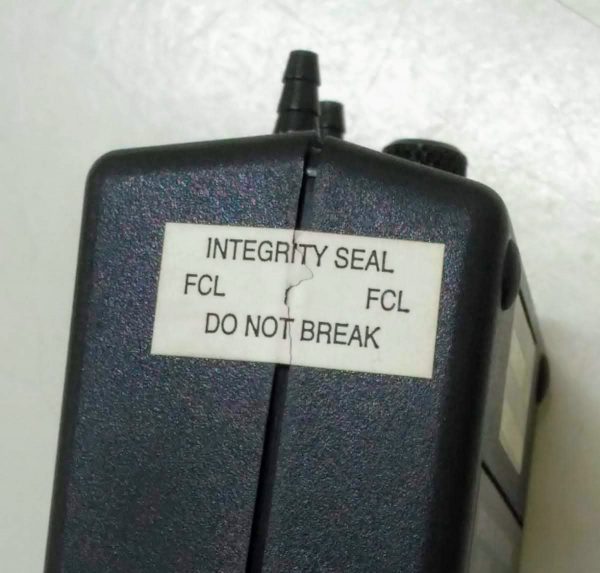 INTEGRITY SEAL
FCL FCL
DO NOT BREAK